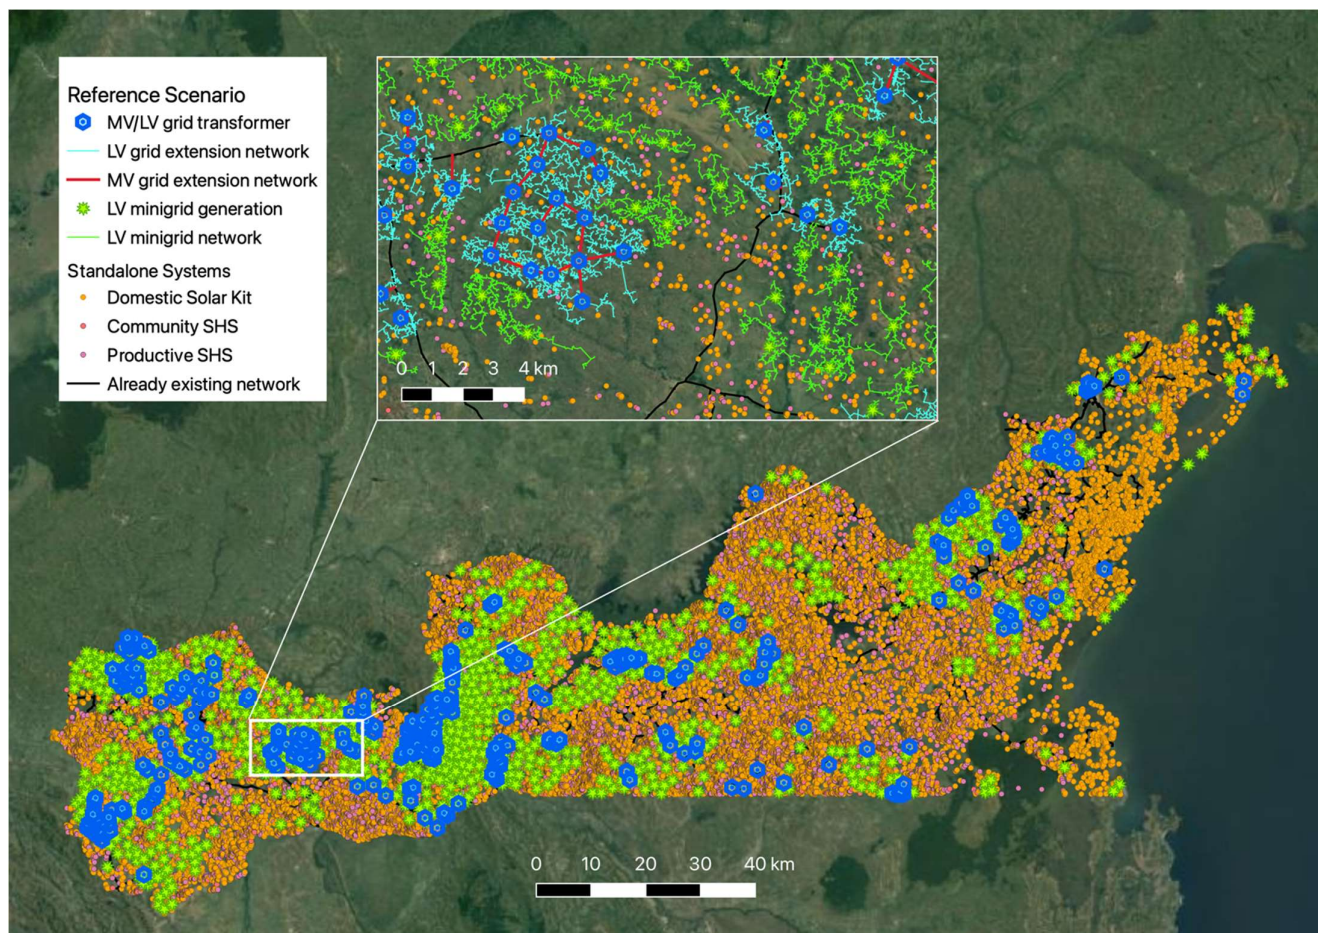 Reference Scenario
MV/LV grid transformer
LV grid extension network
MV grid extension network
LV minigrid generation
LV minigrid network
Standalone Systems
Domestic Solar Kit
Community SHS
Productive SHS
Already existing network
0 1 2 3 4 km
0 10 20 30 40 km